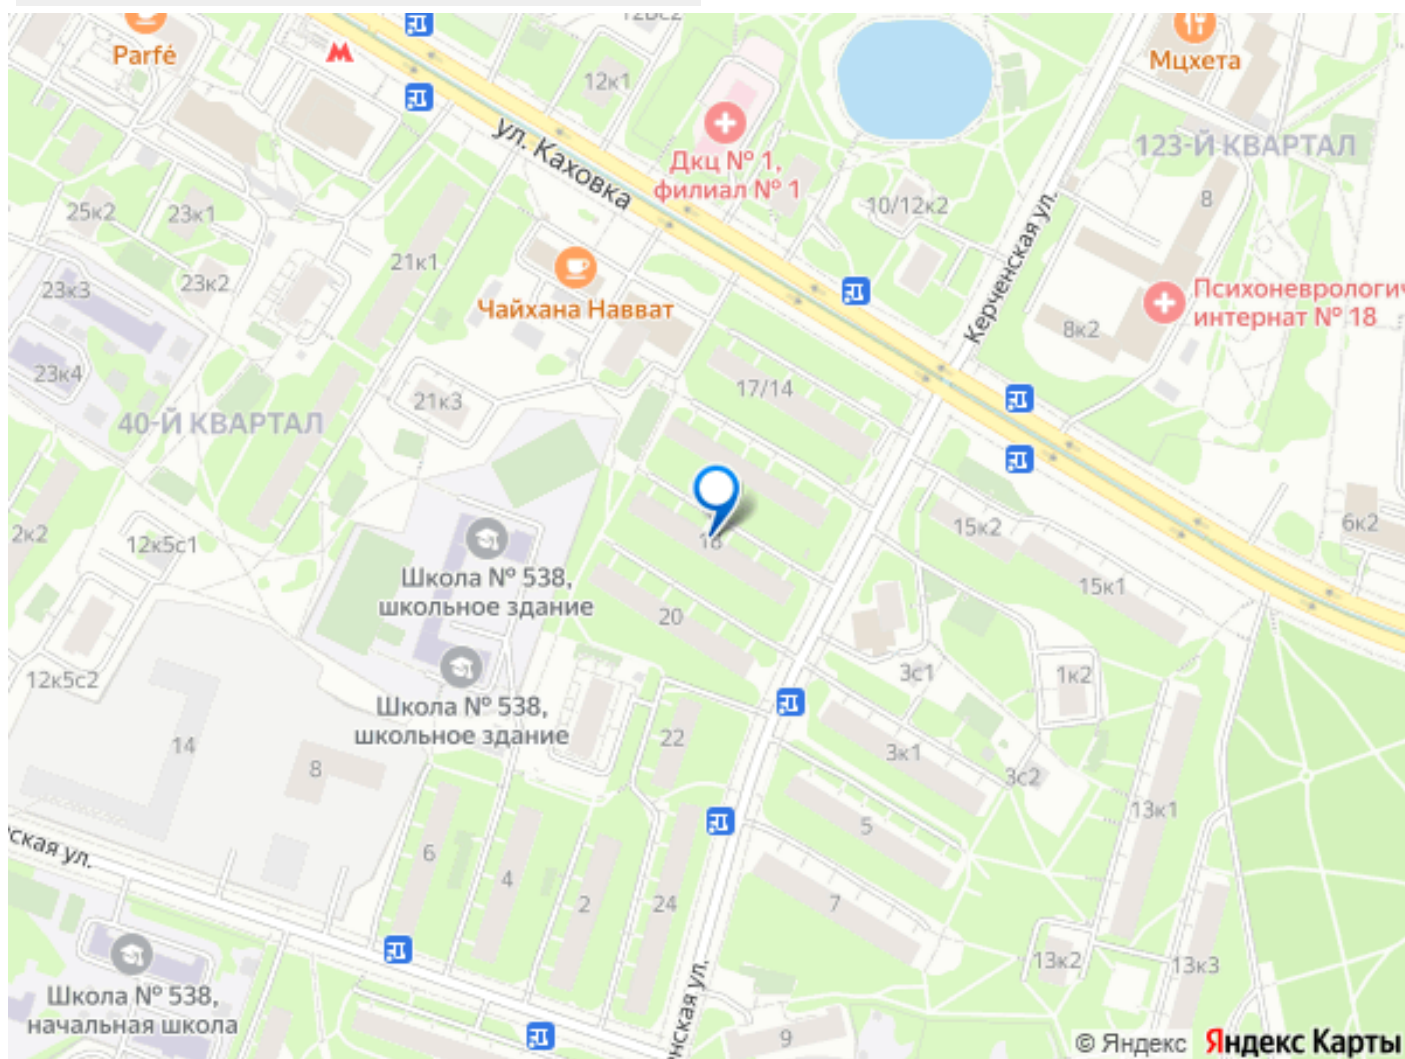 Parfé
12к1
ул. Каховка
Дкц № 1,
филиал № 1
Мцхета
123-Й КВАРТАЛ
8
10/12к2
Керченская ул.
25к2
23к1
21к1
23к2
23к3
Чайхана Навват
Психоневрологич
интернат № 18
8к2
23к4
21к3
17/14
40-Й КВАРТАЛ
2к2
12к5с1
18
15к2
6к2
Школа № 538,
школьное здание
15к1
20
12к5с2
3с1
1к2
Школа № 538,
школьное здание
14
8
22
3к1
3с2
13к1
5
ская ул.
6
4
2
24
7
13к2
13к3
Школа № 538,
начальная школа
нская ул.
9
© Яндекс Яндекс Карты